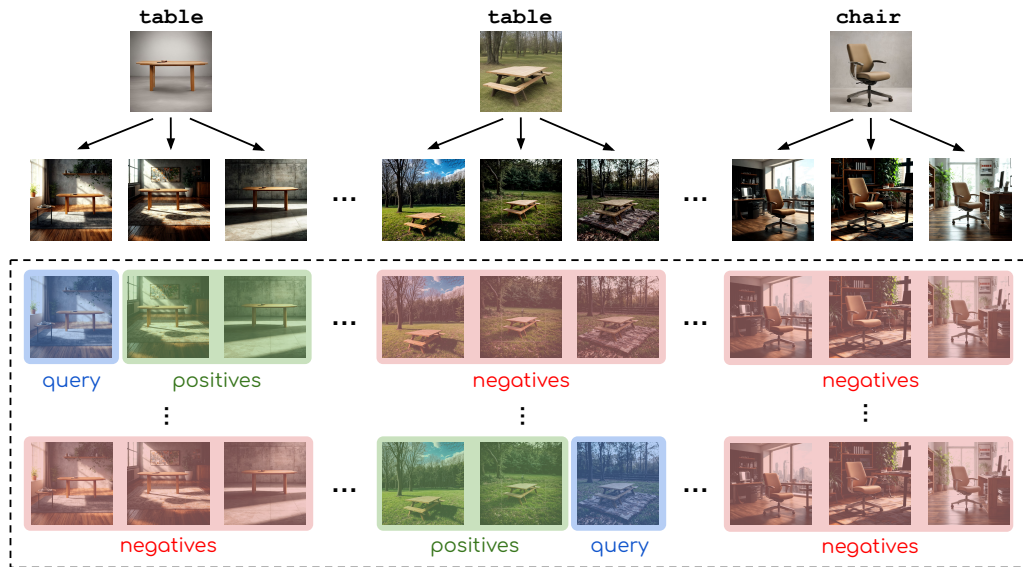 table table chair
... ...
... ...
query positives negatives negatives
⋮ ⋮ ⋮
... ...
negatives positives query negatives